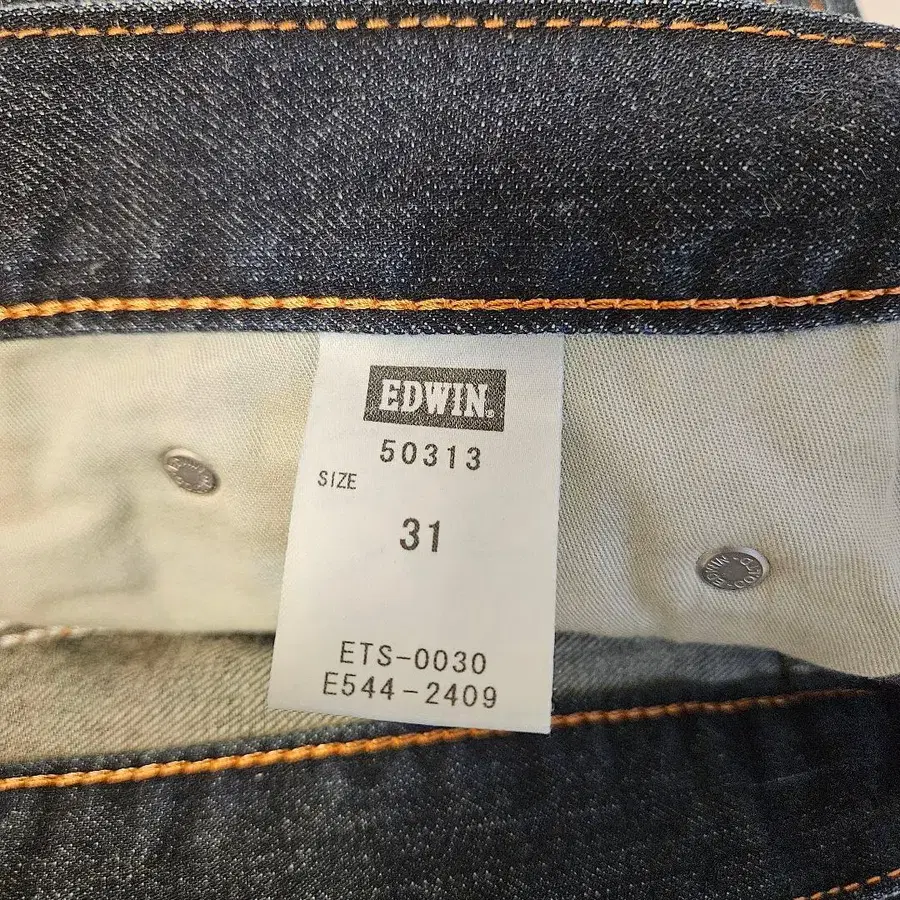 EDWIN.
50313
SIZE
31
ETS-0030
E544-2409